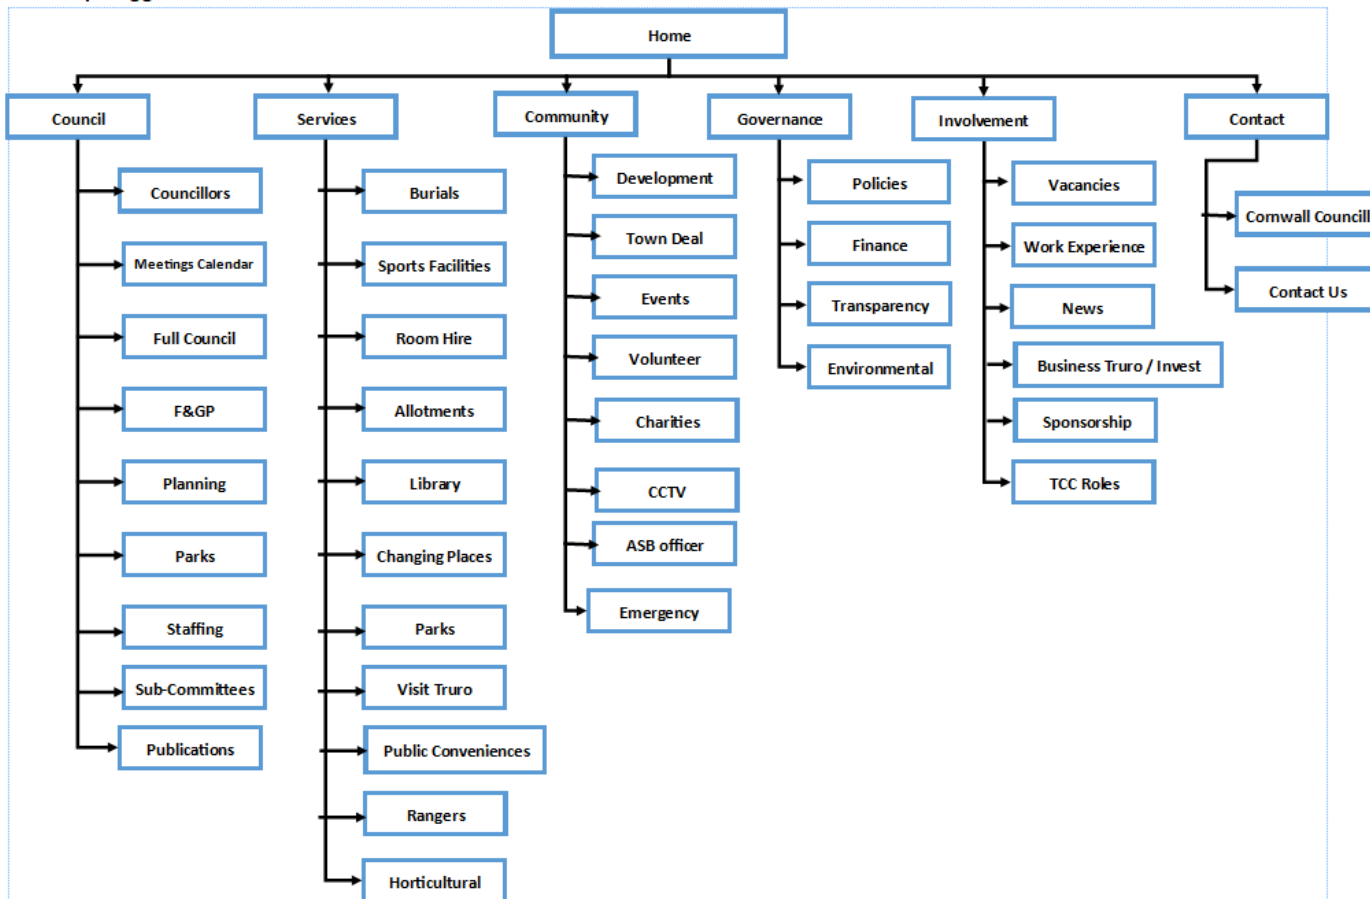 Home
Council
Services
Community
Governance
Involvement
Contact
Councillors
Meetings Calendar
Full Council
F&GP
Planning
Parks
Staffing
Sub-Committees
Publications
Burials
Sports Facilities
Room Hire
Allotments
Library
Changing Places
Parks
Visit Truro
Public Conveniences
Rangers
Horticultural
Development
Town Deal
Events
Volunteer
Charities
CCTV
ASB officer
Emergency
Policies
Finance
Transparency
Environmental
Vacancies
Work Experience
News
Business Truro / Invest
Sponsorship
TCC Roles
Cornwall Councill
Contact Us